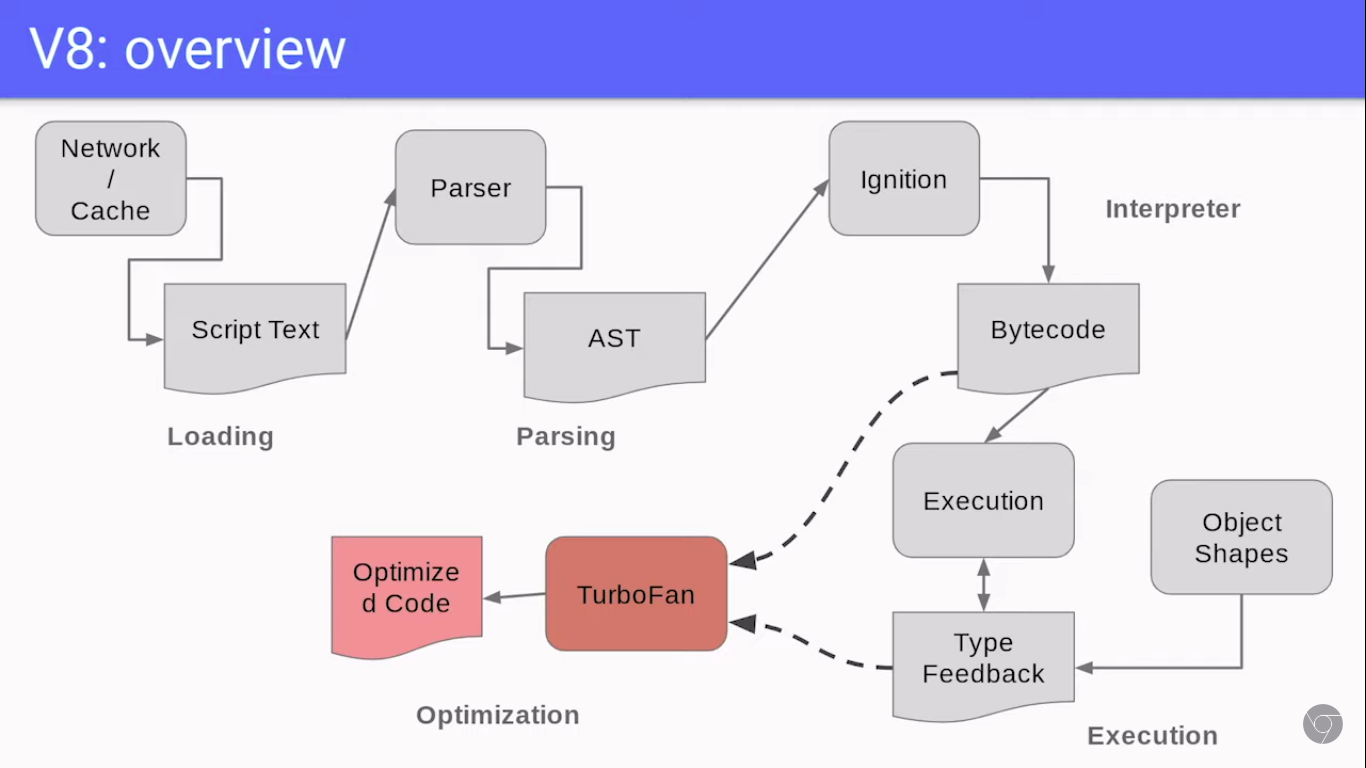 V8: overview
Network
/
Cache
Script Text
Loading
Parser
AST
Parsing
Ignition
Interpreter
Bytecode
Execution
Object
Shapes
Type
Feedback
Execution
TurboFan
Optimize
d Code
Optimization